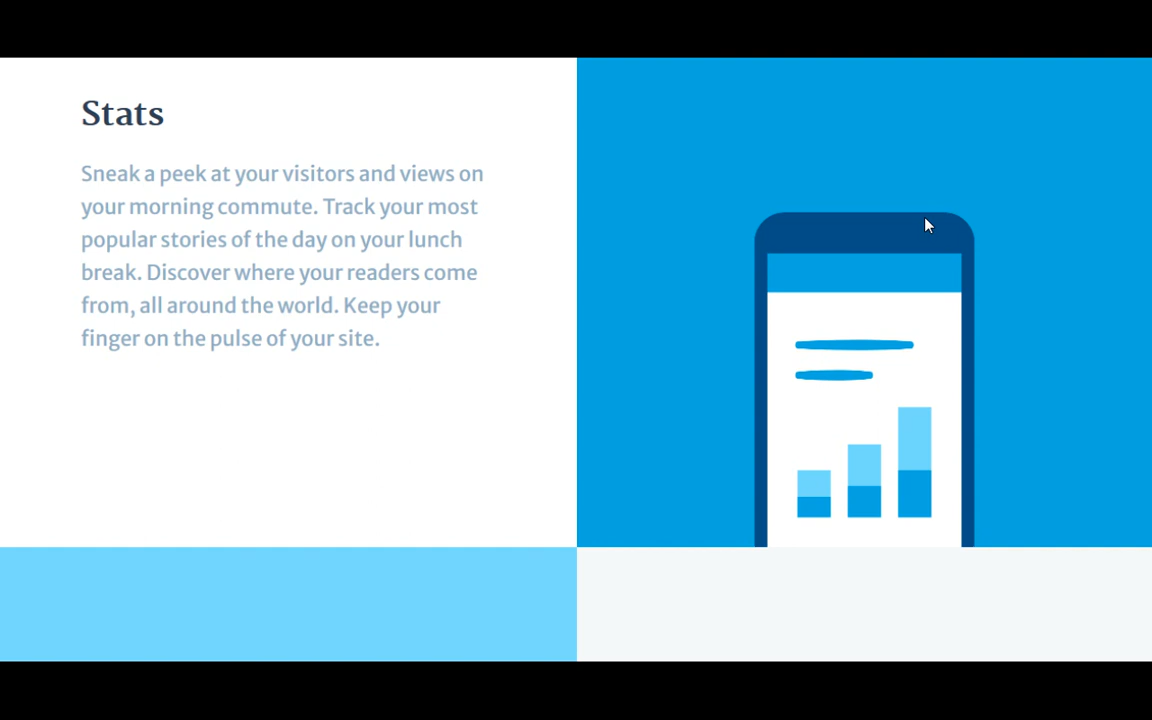 Stats
Sneak a peek at your visitors and views on
your morning commute. Track your most
popular stories of the day on your lunch
break. Discover where your readers come
from, all around the world. Keep your
finger on the pulse of your site.